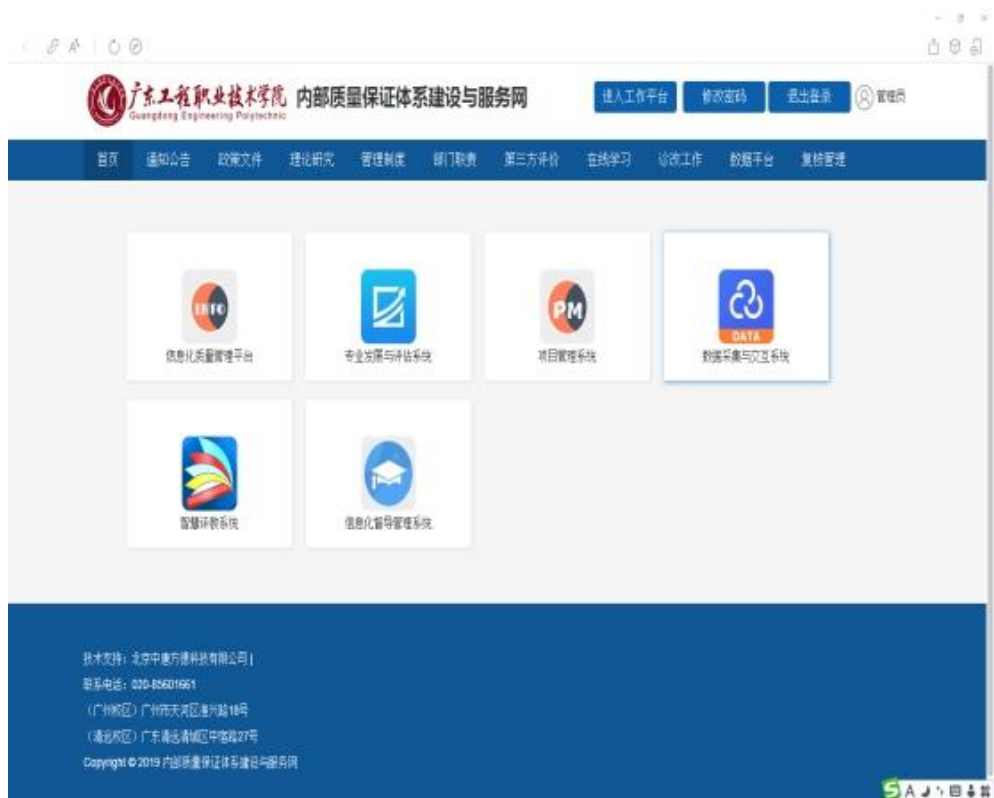 广东工程职业技术学院 内部质量保证体系建设与服务网
Guangdong Engineering Polytechnic
进入工作平台 修改密码 退出登录 管理员
首页 通知公告 政策文件 理论研究 管理制度 部门职责 第三方评价 在线学习 诊改工作 数据平台 复核管理
INFO
PM
DATA
信息化质量管理平台 专业发展与评估系统 项目管理系统 数据采集与交互系统
智慧评教系统 信息化督导管理系统
技术支持：北京中唐方德科技有限公司 |
联系电话：020-85601661
（广州校区）广州市天河区渔兴路18号
（清远校区）广东清远清城区中宿路27号
Copyright © 2019 内部质量保证体系建设与服务网